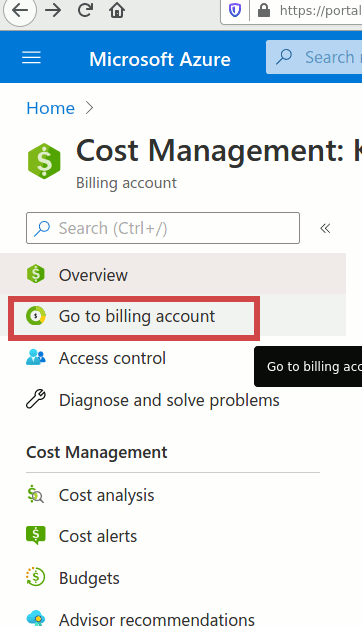 https://portal
Microsoft Azure
Search r
Home
Cost Management: K
Billing account
Search (Ctrl+/)
Overview
Go to billing account
Access control
Go to billing acc
Diagnose and solve problems
Cost Management
Cost analysis
Cost alerts
Budgets
Advisor recommendations